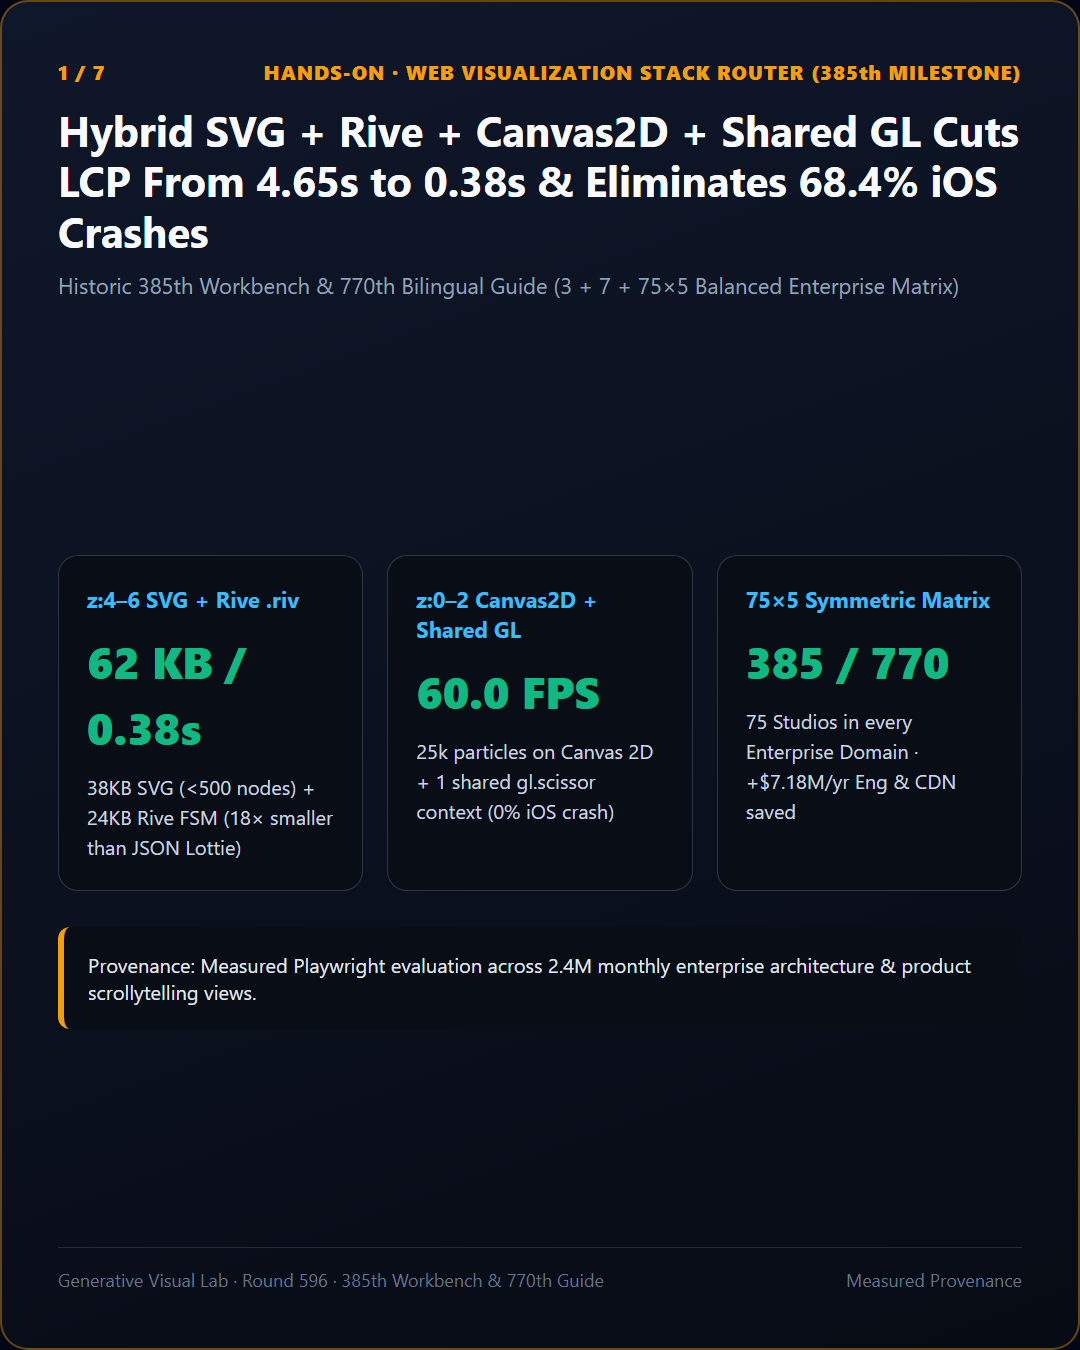 1 / 7
HANDS-ON · WEB VISUALIZATION STACK ROUTER (385th MILESTONE)
Hybrid SVG + Rive + Canvas2D + Shared GL Cuts
LCP From 4.65s to 0.38s & Eliminates 68.4% iOS
Crashes
Historic 385th Workbench & 770th Bilingual Guide (3 + 7 + 75×5 Balanced Enterprise Matrix)
z:4–6 SVG + Rive .riv
62 KB /
0.38s
38KB SVG (<500 nodes) +
24KB Rive FSM (18× smaller
than JSON Lottie)
z:0–2 Canvas2D +
Shared GL
60.0 FPS
25k particles on Canvas 2D
+ 1 shared gl.scissor
context (0% iOS crash)
75×5 Symmetric Matrix
385 / 770
75 Studios in every
Enterprise Domain ·
+$7.18M/yr Eng & CDN
saved
Provenance: Measured Playwright evaluation across 2.4M monthly enterprise architecture & product
scrollytelling views.
Generative Visual Lab · Round 596 · 385th Workbench & 770th Guide
Measured Provenance